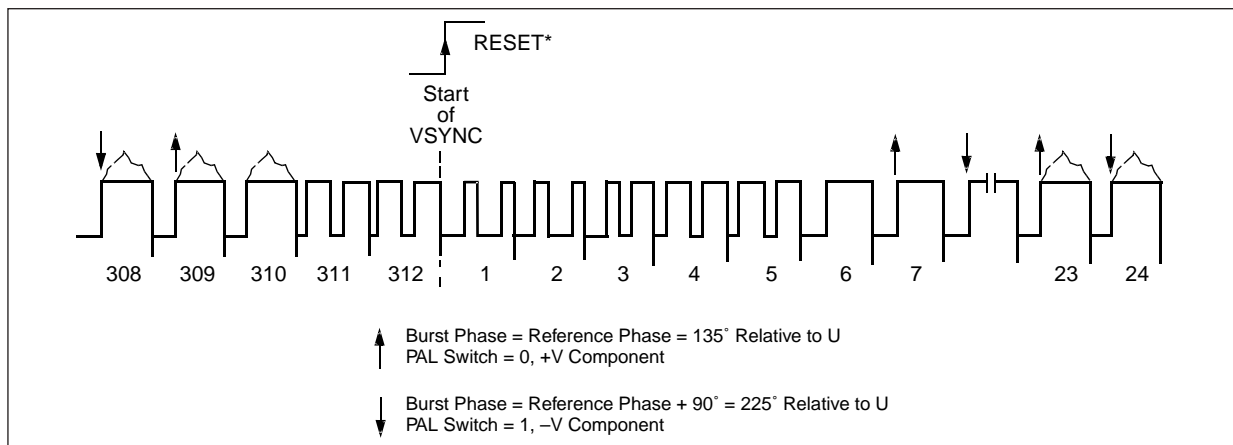 RESET*
Start
of
VSYNC
308 309 310 311 312 1 2 3 4 5 6 7 23 24
Burst Phase = Reference Phase = 135° Relative to U
PAL Switch = 0, +V Component
Burst Phase = Reference Phase + 90° = 225° Relative to U
PAL Switch = 1, –V Component